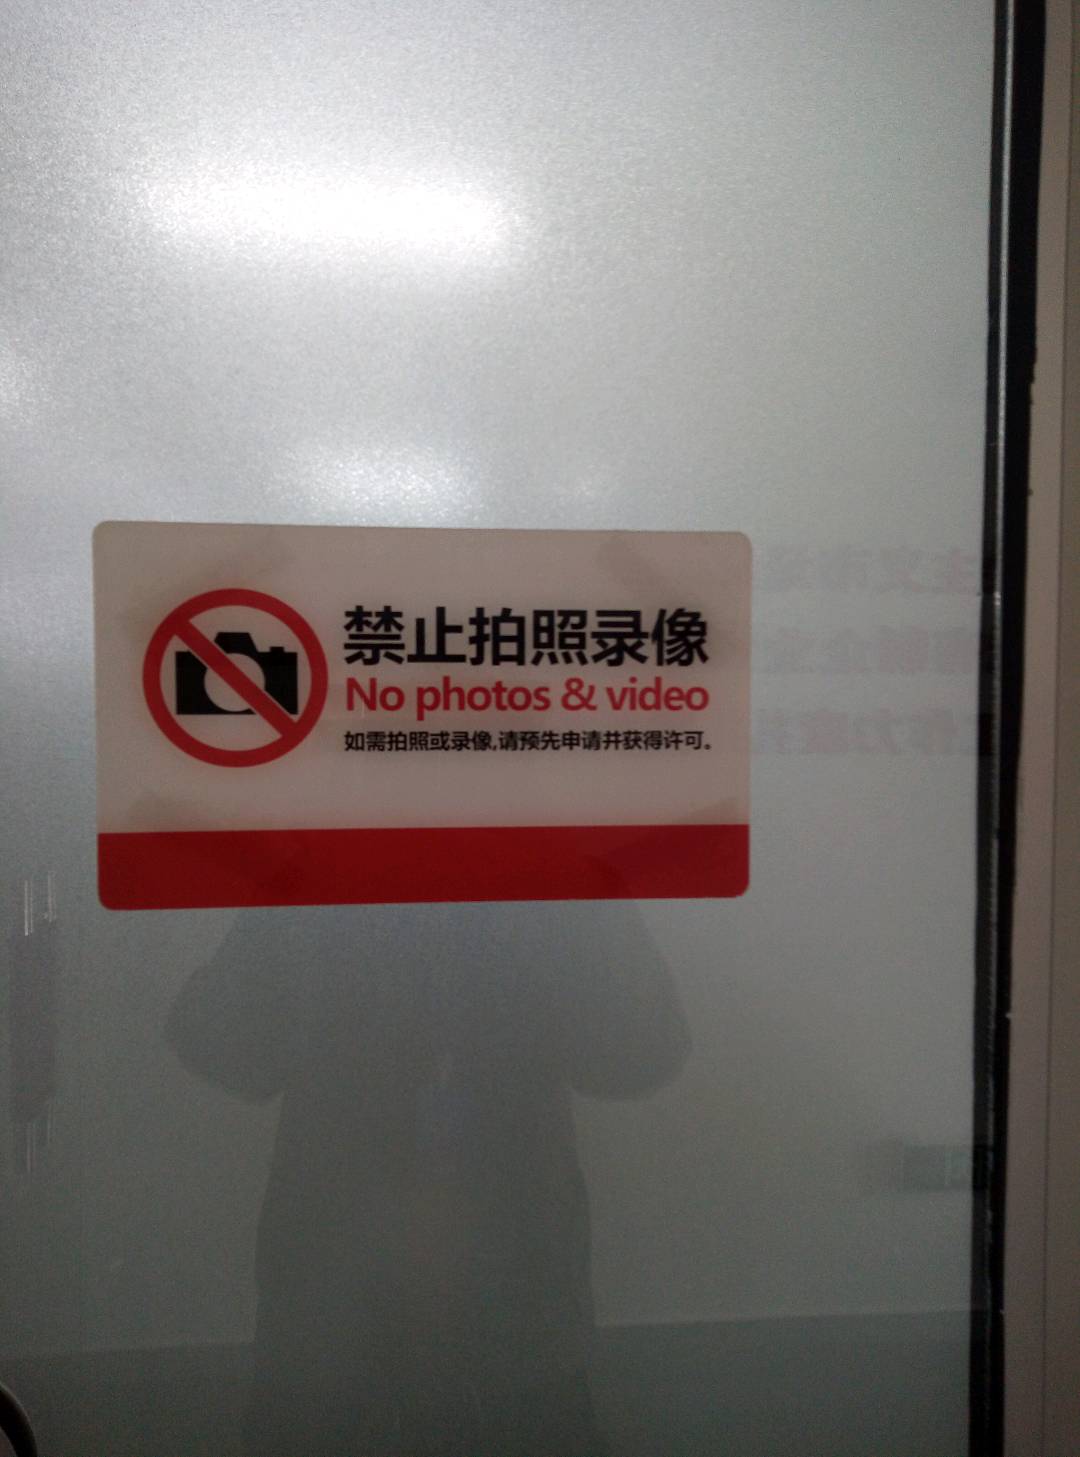 禁止拍照录像
No photos & video
如需拍照或录像,请预先申请并获得许可。